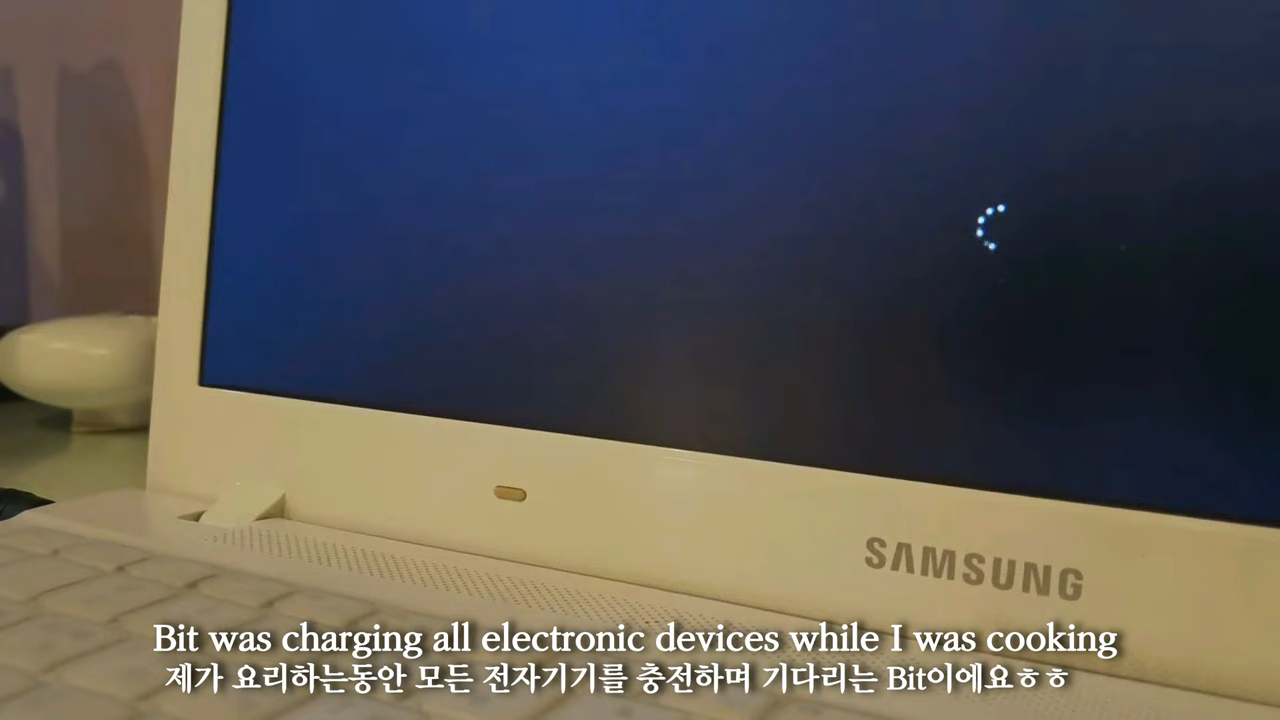 SAMSUNG
Bit was charging all electronic devices while I was cooking
제가 요리하는동안 모든 전자기기를 충전하며 기다리는 Bit이에요ㅎㅎ